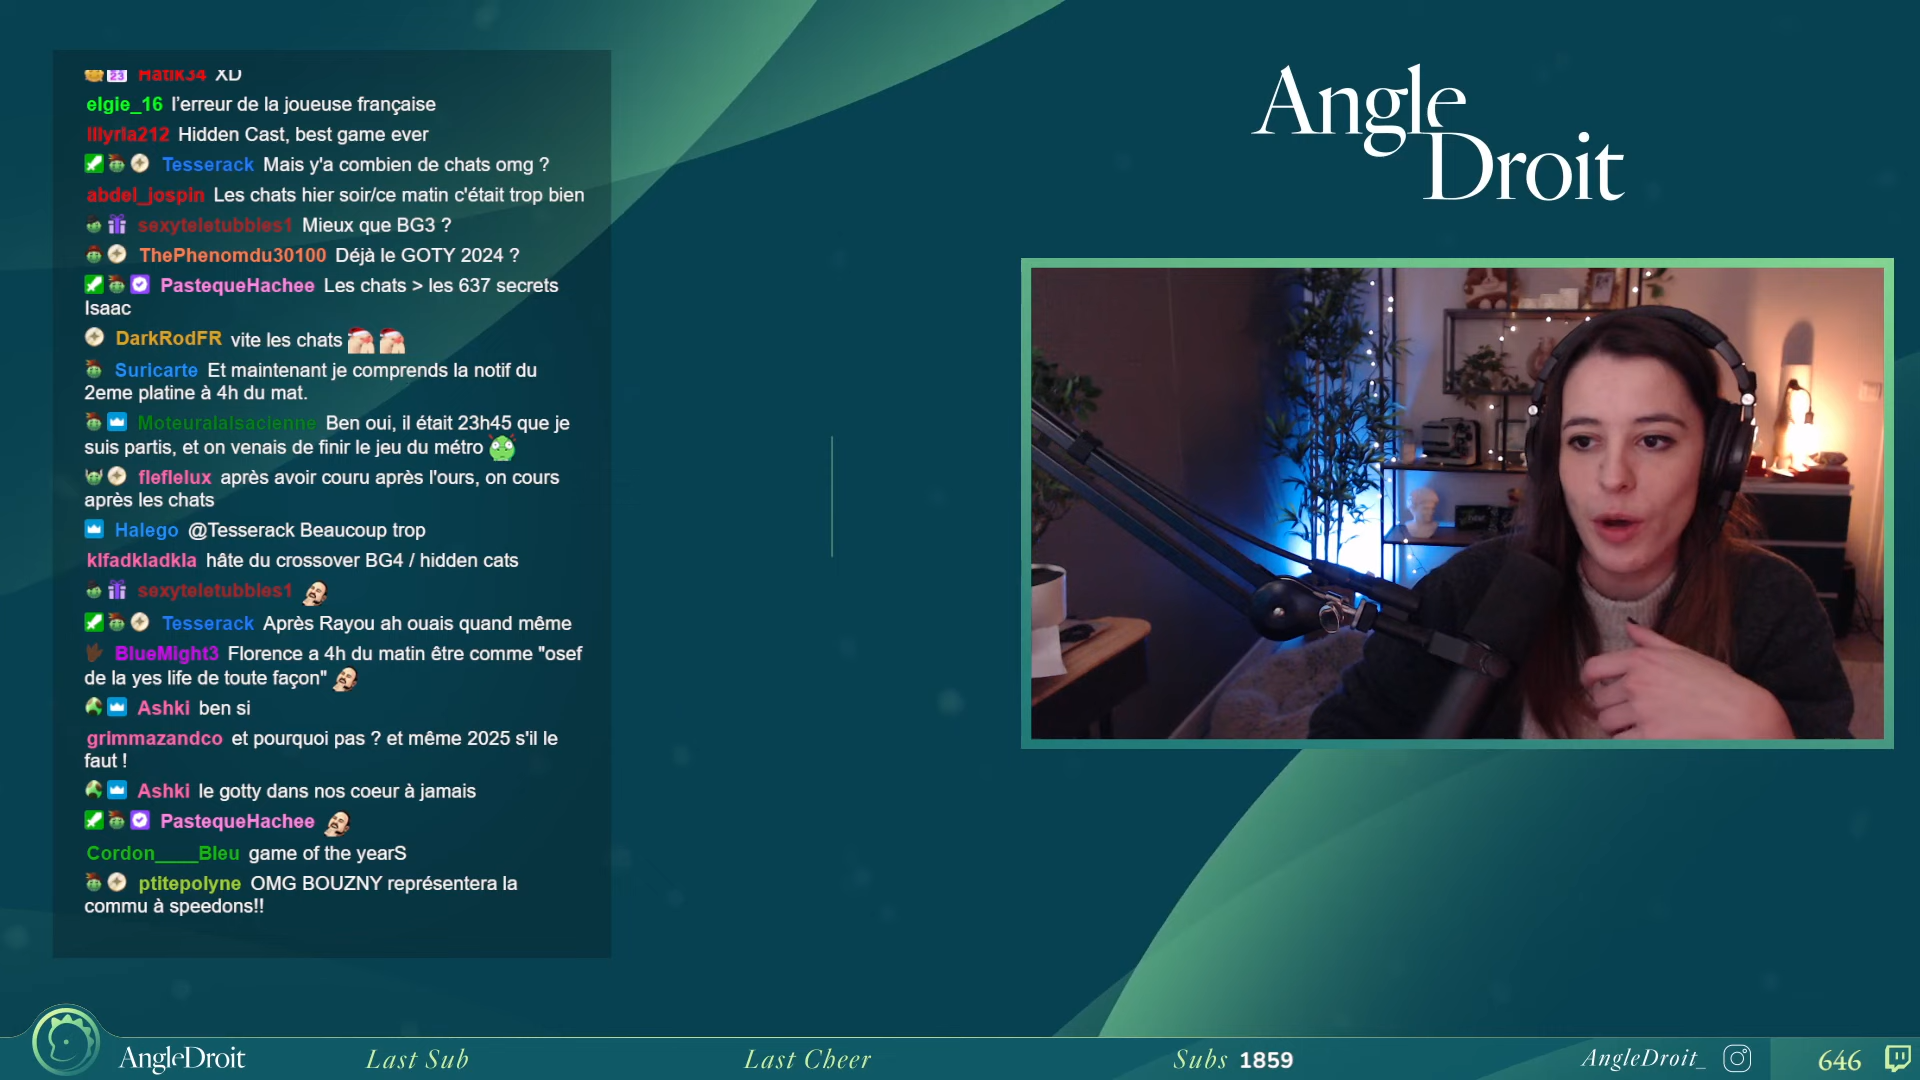 Hatik34 XD
elgie_16 l'erreur de la joueuse française
Illyria212 Hidden Cast, best game ever
Tesserack Mais y'a combien de chats omg ?
abdel_jospin Les chats hier soir/ce matin c'était trop bien
sexyteletubbies1 Mieux que BG3 ?
ThePhenomdu30100 Déjà le GOTY 2024 ?
PastequeHachee Les chats > les 637 secrets
Isaac
DarkRodFR vite les chats
Suricarte Et maintenant je comprends la notif du
2eme platine à 4h du mat.
Moteuralalsacienne Ben oui, il était 23h45 que je
suis partis, et on venais de finir le jeu du métro
fleflelux après avoir couru après l'ours, on cours
après les chats
Halego @Tesserack Beaucoup trop
klfadkladkla hâte du crossover BG4 / hidden cats
sexyteletubbies1
Tesserack Après Rayou ah ouais quand même
BlueMight3 Florence a 4h du matin être comme "osef
de la yes life de toute façon"
Ashki ben si
grimmazandco et pourquoi pas ? et même 2025 s'il le
faut !
Ashki le gotty dans nos coeur à jamais
PastequeHachee
Cordon____Bleu game of the yearS
ptitepolyne OMG BOUZNY représentera la
commu à speedons!!
Angle
Droit
AngleDroit
Last Sub
Last Cheer
Subs 1859
AngleDroit_
646